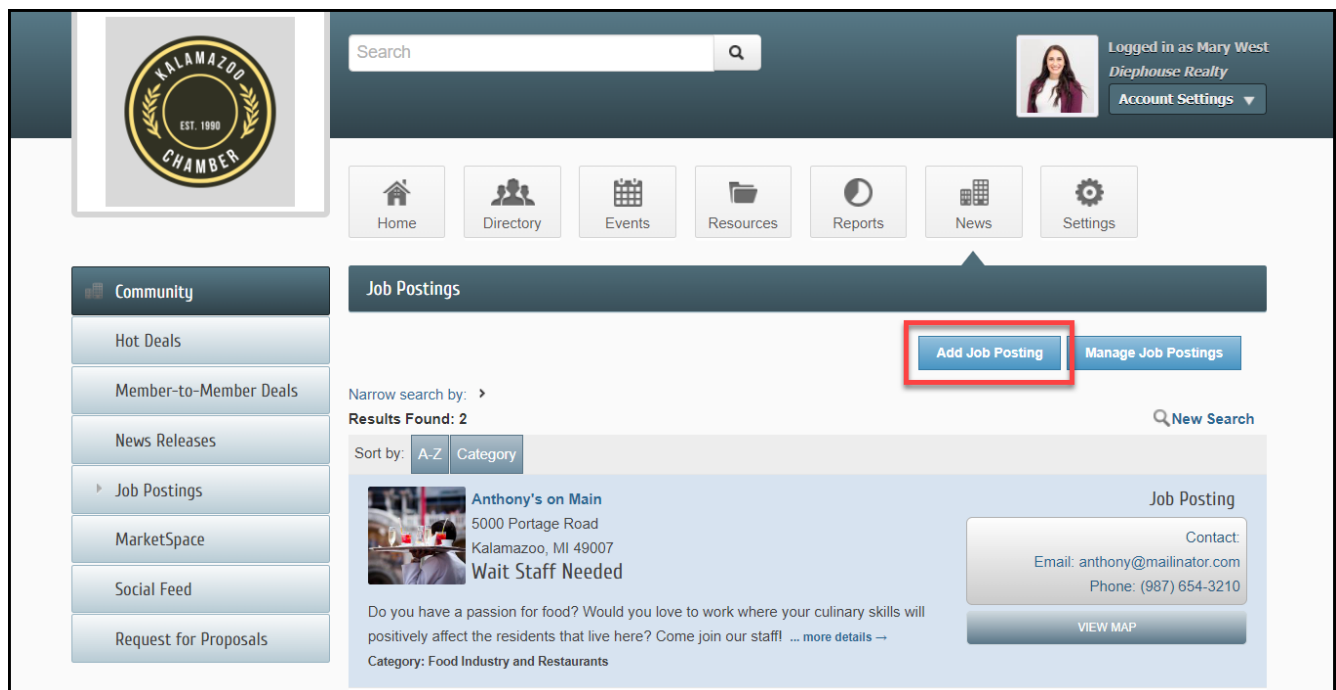 KALAMAZOO
EST. 1990
CHAMBER
Search
Logged in as Mary West
Diephouse Realty
Account Settings
Home
Directory
Events
Resources
Reports
News
Settings
Community
Hot Deals
Member-to-Member Deals
News Releases
Job Postings
MarketSpace
Social Feed
Request for Proposals
Job Postings
Add Job Posting
Manage Job Postings
Narrow search by:
Results Found: 2
New Search
Sort by: A-Z Category
Anthony's on Main
5000 Portage Road
Kalamazoo, MI 49007
Wait Staff Needed
Do you have a passion for food? Would you love to work where your culinary skills will
positively affect the residents that live here? Come join our staff! ... more details →
Category: Food Industry and Restaurants
Job Posting
Contact:
Email: anthony@mailinator.com
Phone: (987) 654-3210
VIEW MAP